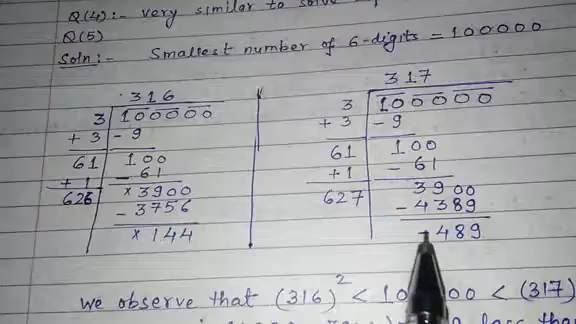 Q(4):- very similar to solve
Q(5)
Soln:- Smallest number of 6-digits = 100000
316
3 100000
+ 3 - 9
61 100
+ 1 - 61
626 × 3900
- 3756
× 144
317
3 100000
+ 3 - 9
61 100
+1 - 61
627 3900
- 4389
- 489
we observe that (316)² < 10 00 < (317)